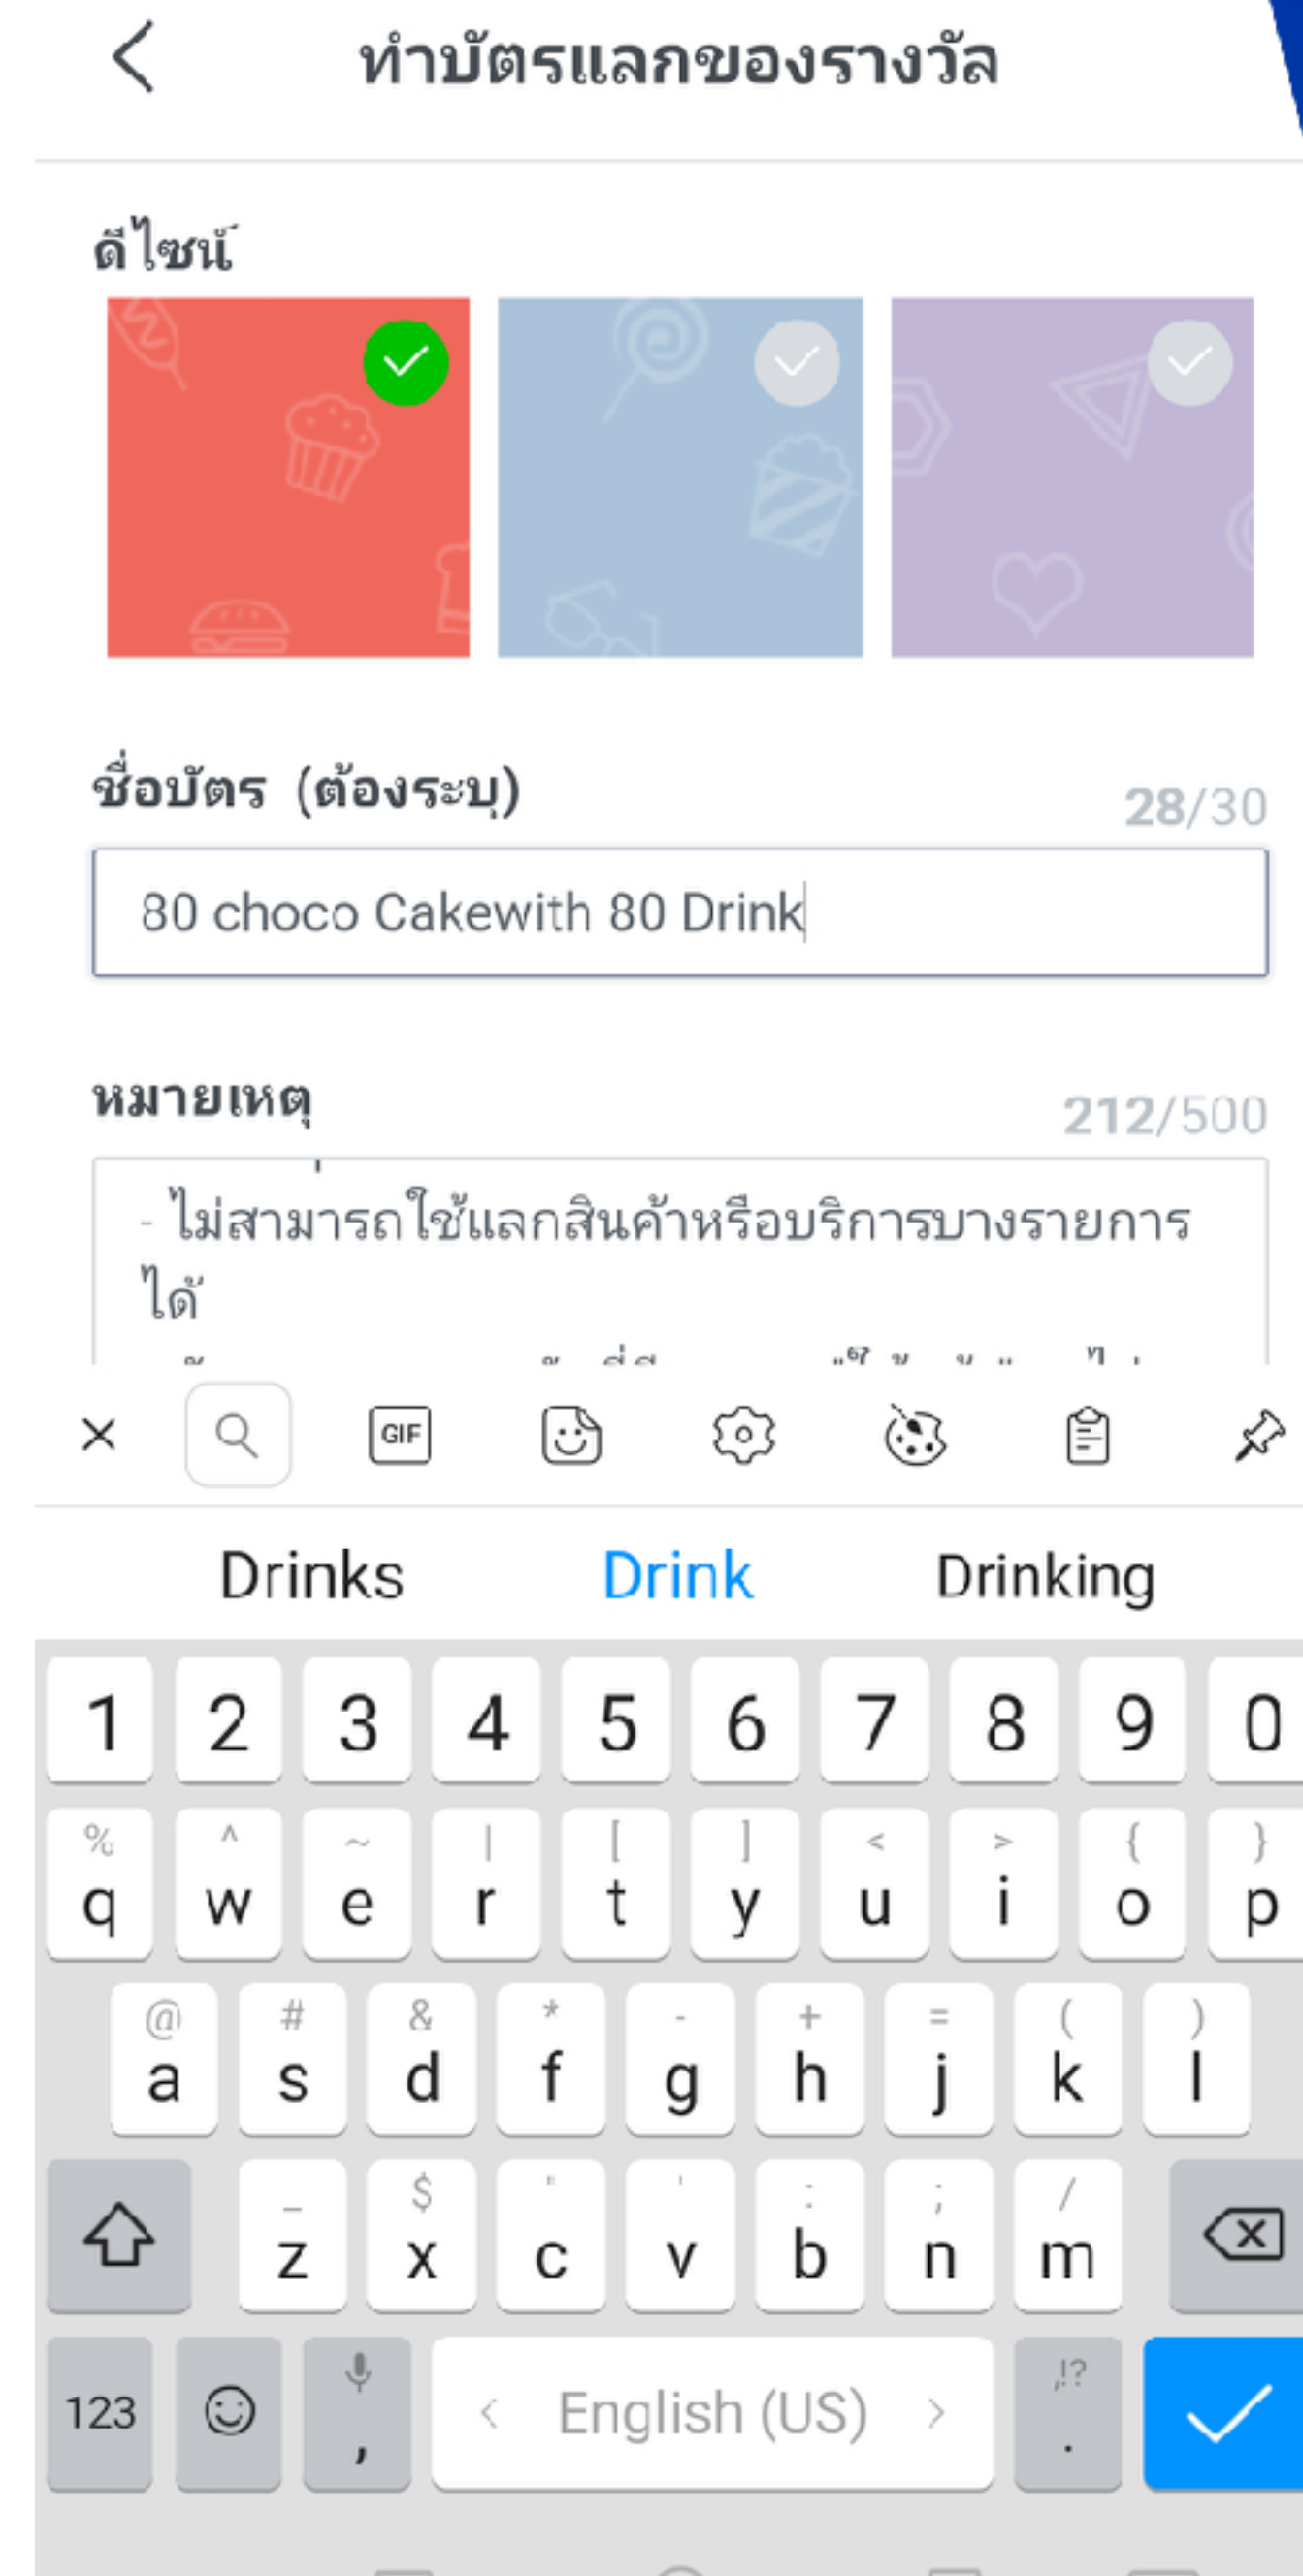 ทำบัตรแลกของรางวัล
ดีไซน์
ชื่อบัตร (ต้องระบุ)
28/30
80 choco Cakewith 80 Drink
หมายเหตุ
212/500
- ไม่สามารถใช้แลกสินค้าหรือบริการบางรายการ
ได้
GIF
Drinks Drink Drinking
1 2 3 4 5 6 7 8 9 0
% ^ ~ | [ ] < > { }
q w e r t y u i o p
@ # & * - + = ( )
a s d f g h j k l
_ $ " ' : ; /
z x c v b n m
,!?
123 , < English (US) > .